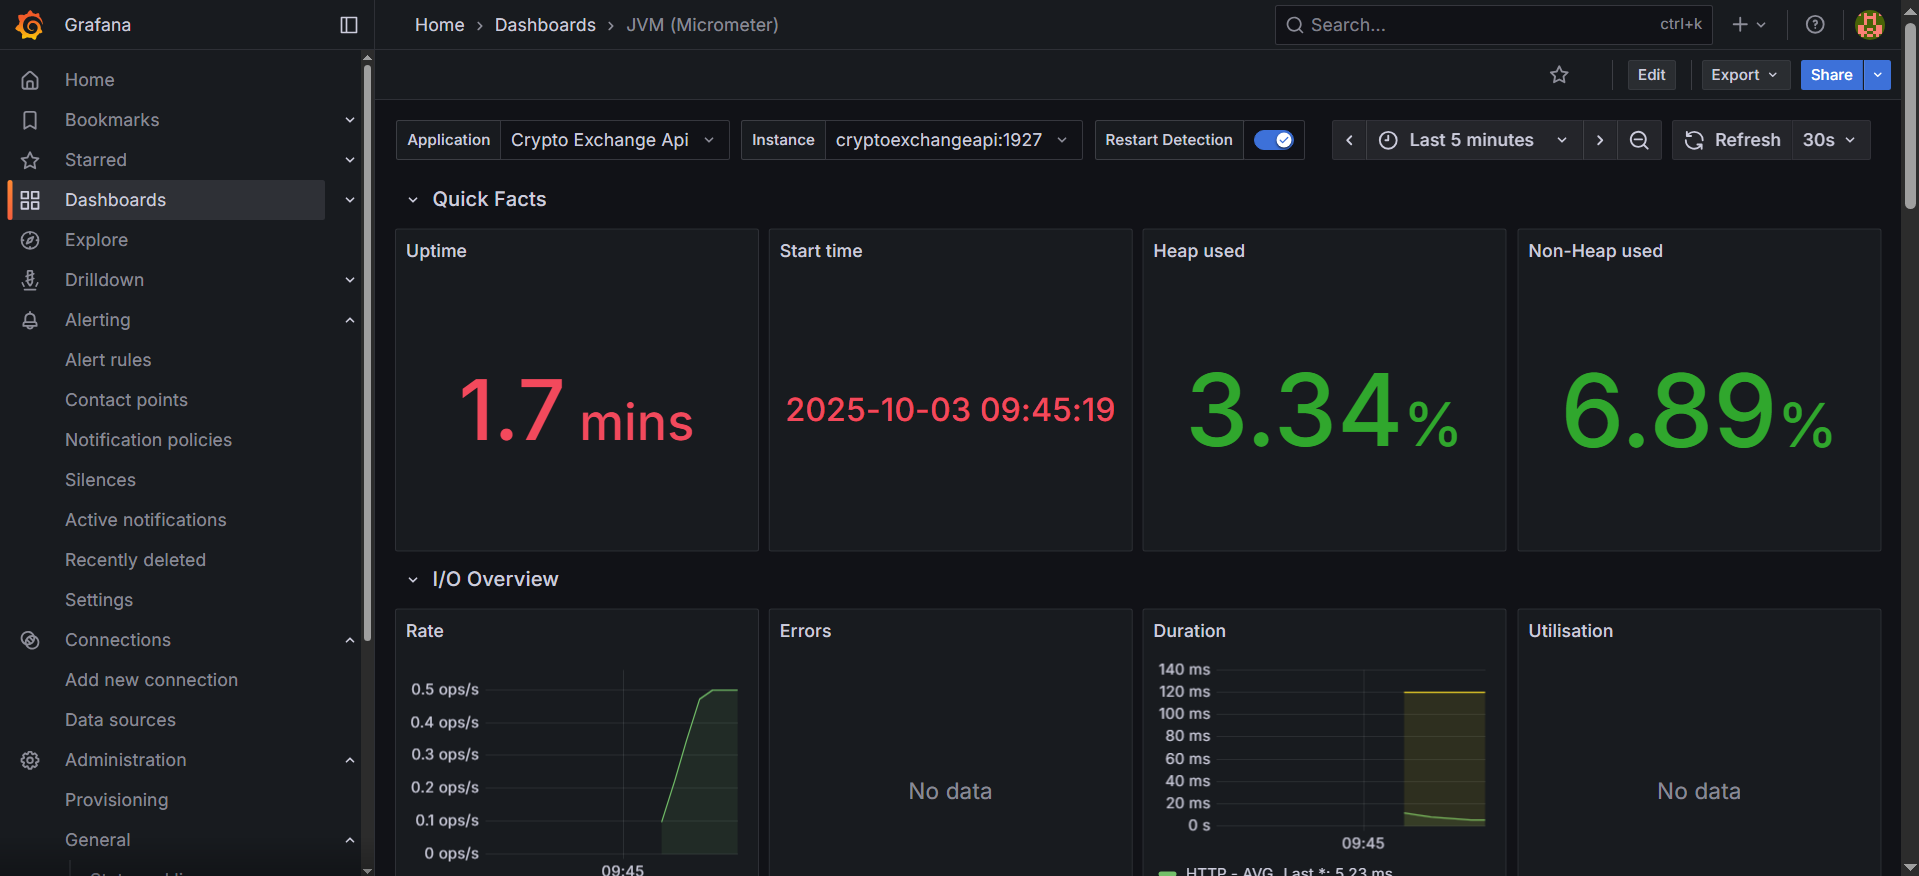 Grafana
Home
Dashboards
JVM (Micrometer)
Search...
ctrl+k
Edit
Export
Share
Home
Bookmarks
Starred
Dashboards
Explore
Drilldown
Alerting
Alert rules
Contact points
Notification policies
Silences
Active notifications
Recently deleted
Settings
Connections
Add new connection
Data sources
Administration
Provisioning
General
Application
Crypto Exchange Api
Instance
cryptoexchangeapi:1927
Restart Detection
Last 5 minutes
Refresh
30s
Quick Facts
Uptime
1.7 mins
Start time
2025-10-03 09:45:19
Heap used
3.34%
Non-Heap used
6.89%
I/O Overview
Rate
0.5 ops/s
0.4 ops/s
0.3 ops/s
0.2 ops/s
0.1 ops/s
0 ops/s
09:45
Errors
No data
Duration
140 ms
120 ms
100 ms
80 ms
60 ms
40 ms
20 ms
0 s
09:45
HTTP - AVG Last *: 5.23 ms
Utilisation
No data